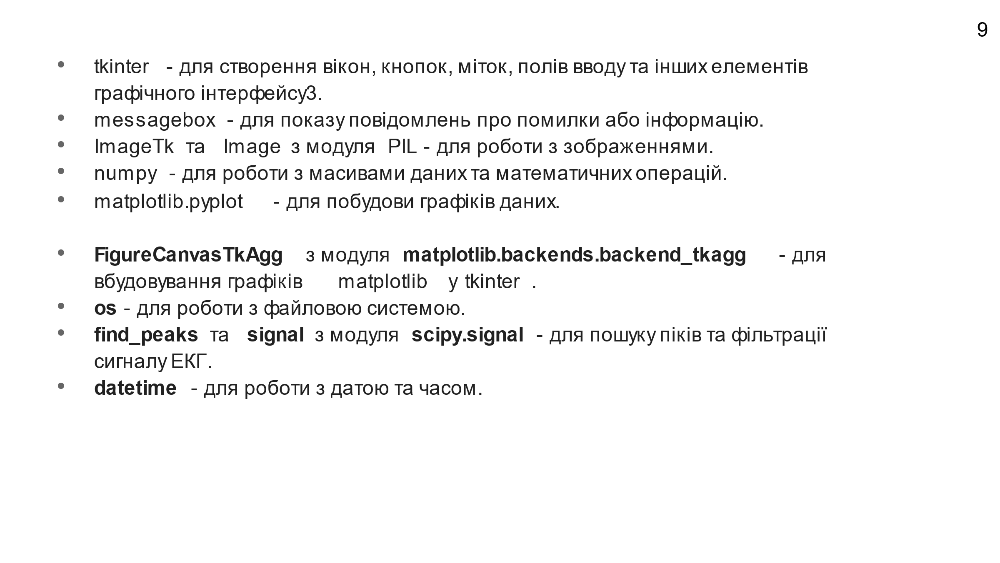 9
• tkinter - для створення вікон, кнопок, міток, полів вводу та інших елементів
графічного інтерфейсу3.
• messagebox - для показу повідомлень про помилки або інформацію.
• ImageTk та Image з модуля PIL - для роботи з зображеннями.
• numpy - для роботи з масивами даних та математичних операцій.
• matplotlib.pyplot - для побудови графіків даних.
• FigureCanvasTkAgg з модуля matplotlib.backends.backend_tkagg - для
вбудовування графіків matplotlib у tkinter .
• os - для роботи з файловою системою.
• find_peaks та signal з модуля scipy.signal - для пошуку піків та фільтрації
сигналу ЕКГ.
• datetime - для роботи з датою та часом.